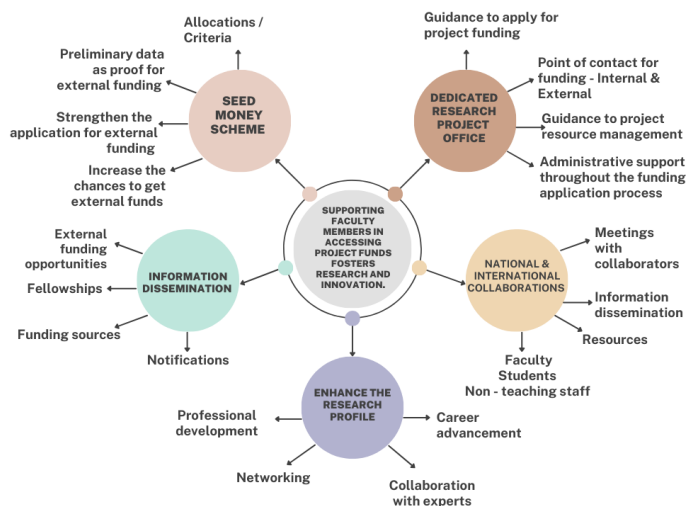 Allocations /
Criteria
Preliminary data
as proof for
external funding
Strengthen the
application for external
funding
Increase the
chances to get
external funds
SEED
MONEY
SCHEME
Guidance to apply for
project funding
Point of contact for
funding - Internal &
External
Guidance to project
resource management
Administrative support
throughout the funding
application process
DEDICATED
RESEARCH
PROJECT
OFFICE
SUPPORTING
FACULTY
MEMBERS IN
ACCESSING
PROJECT FUNDS
FOSTERS
RESEARCH AND
INNOVATION.
External
funding
opportunities
Fellowships
Funding sources
Notifications
INFORMATION
DISSEMINATION
NATIONAL &
INTERNATIONAL
COLLABORATIONS
Meetings
with
collaborators
Information
dissemination
Resources
Faculty
Students
Non - teaching staff
ENHANCE THE
RESEARCH
PROFILE
Professional
development
Networking
Career
advancement
Collaboration
with experts